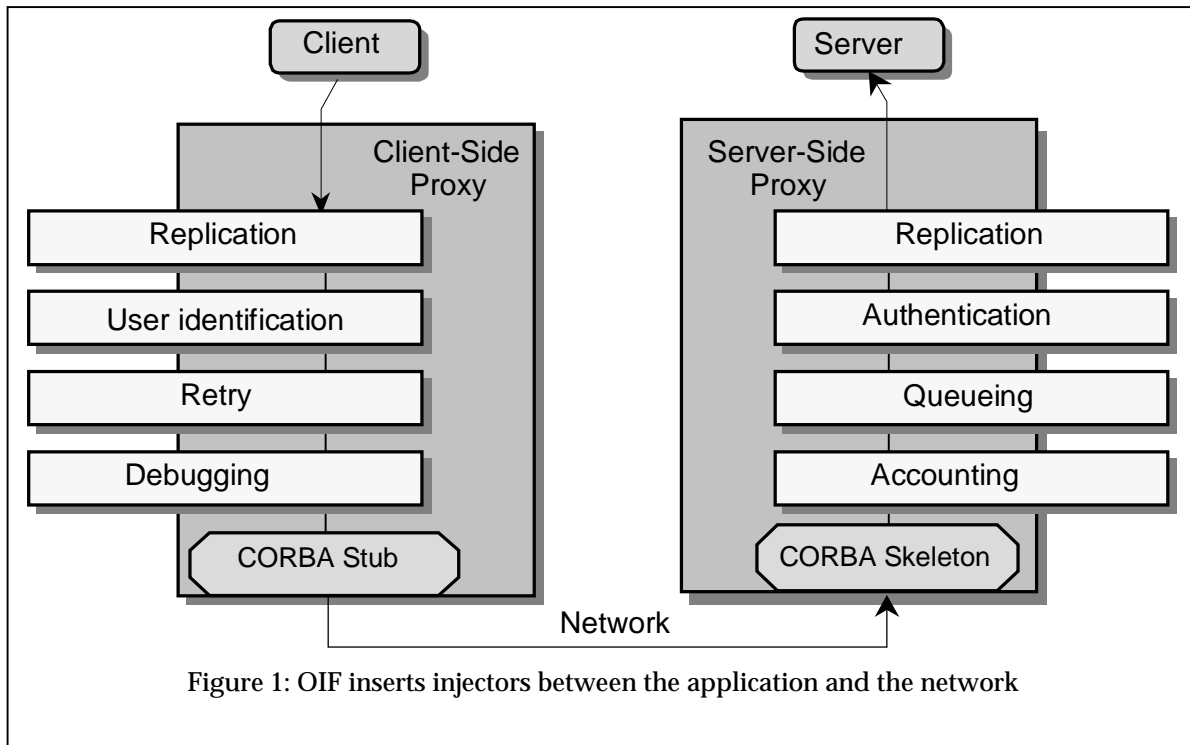 Client
Server
Client-Side
Proxy
Server-Side
Proxy
Replication
User identification
Retry
Debugging
CORBA Stub
Replication
Authentication
Queueing
Accounting
CORBA Skeleton
Network
Figure 1: OIF inserts injectors between the application and the network